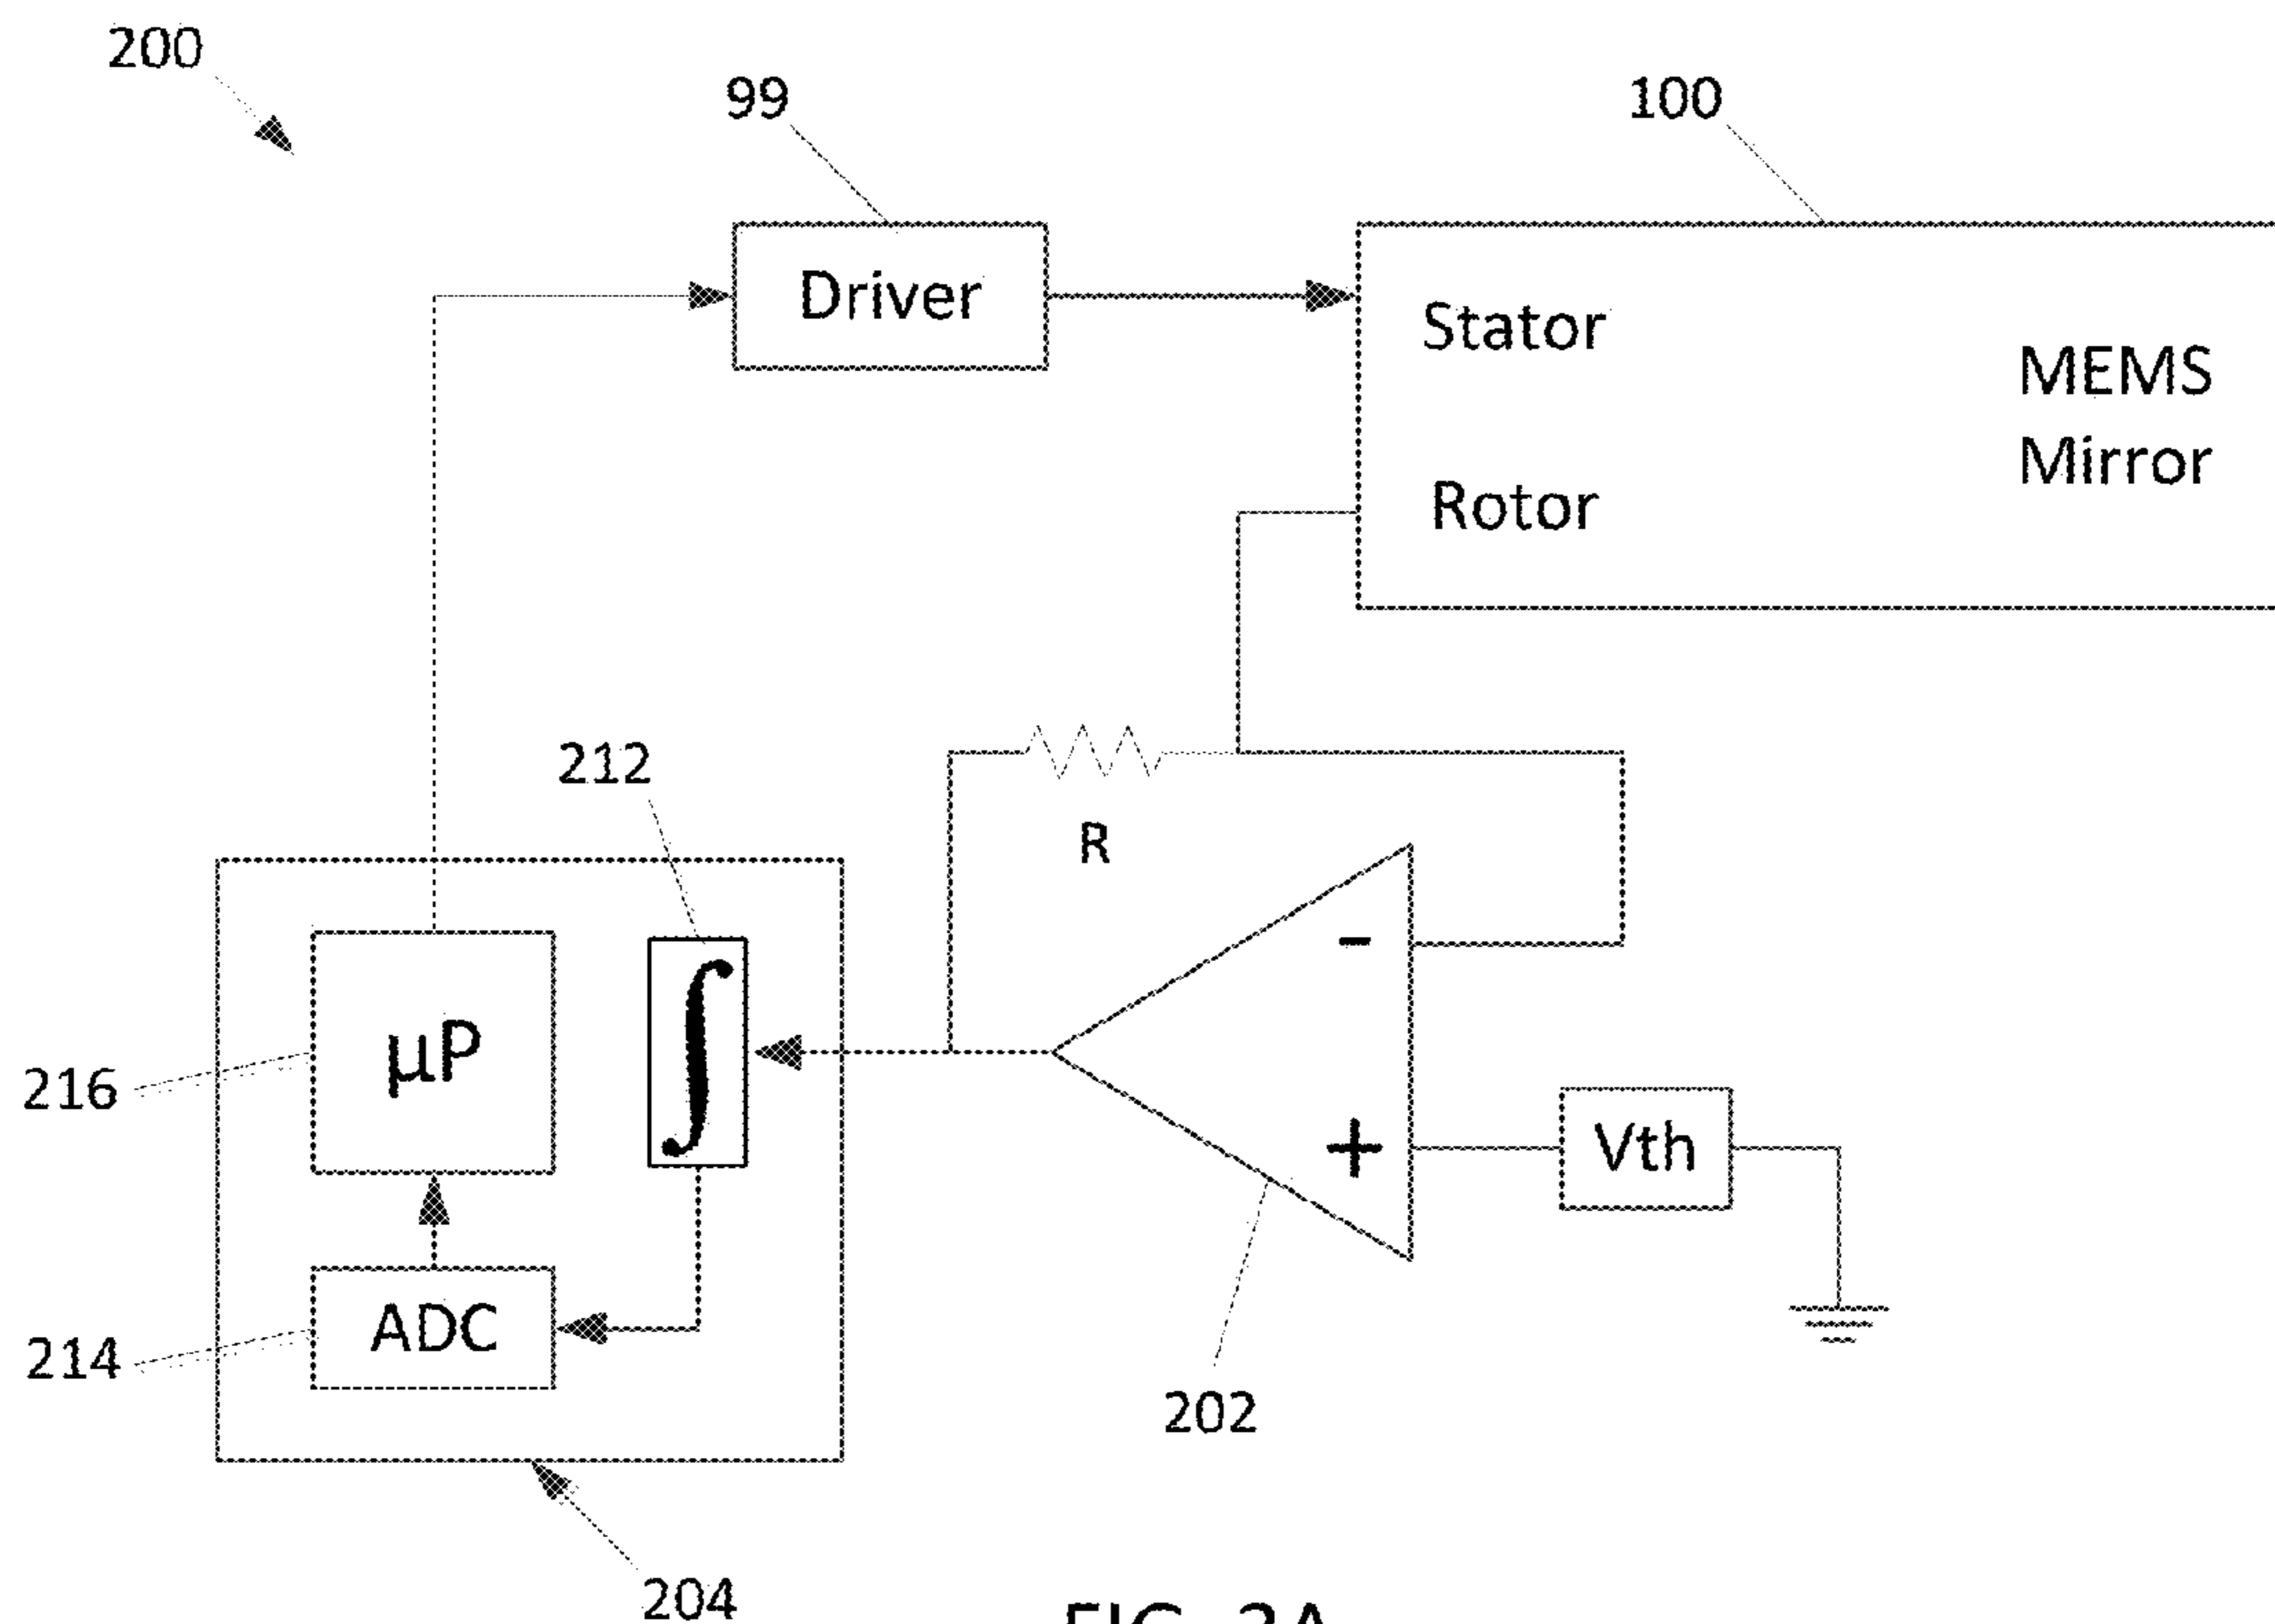 200
99
100
Driver
Stator
MEMS
Mirror
Rotor
212
R
-
µP
∫
216
+
Vth
ADC
214
202
204